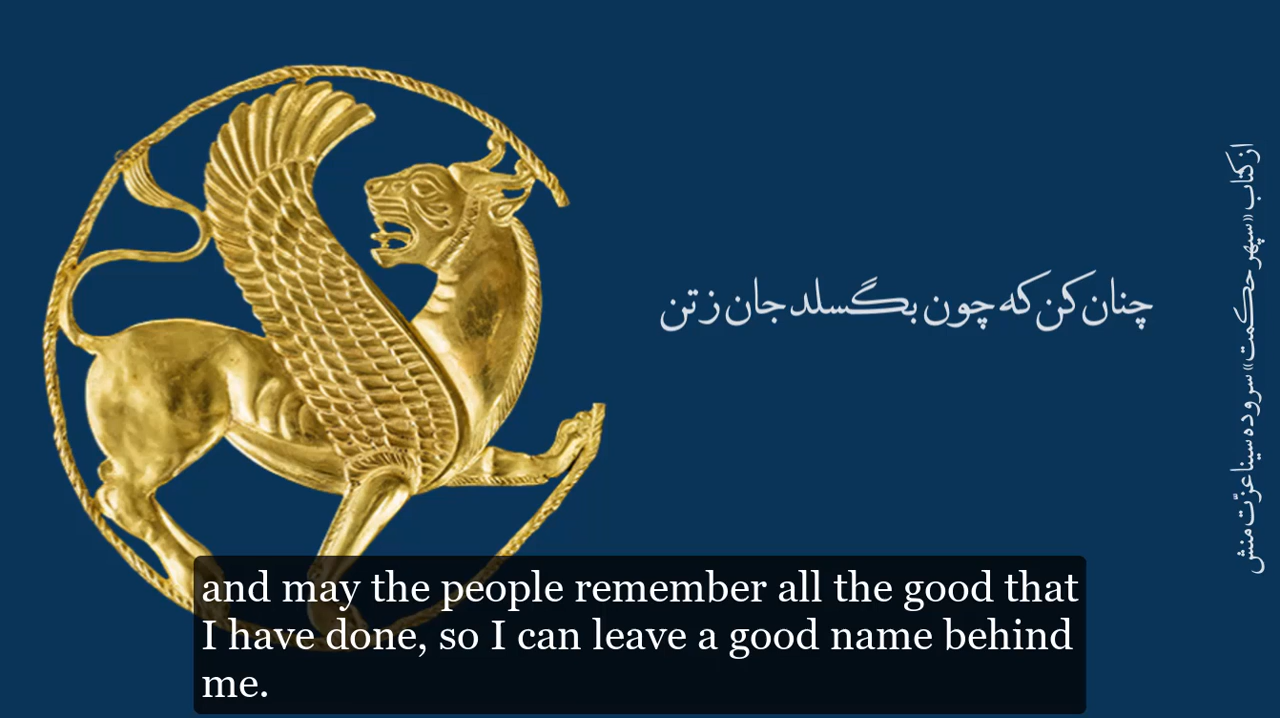 چنان کن که چون بگسلد جان ز تن
از کتاب «سپهر حکمت» سروده سینا عزّت منش
and may the people remember all the good that
I have done, so I can leave a good name behind
me.